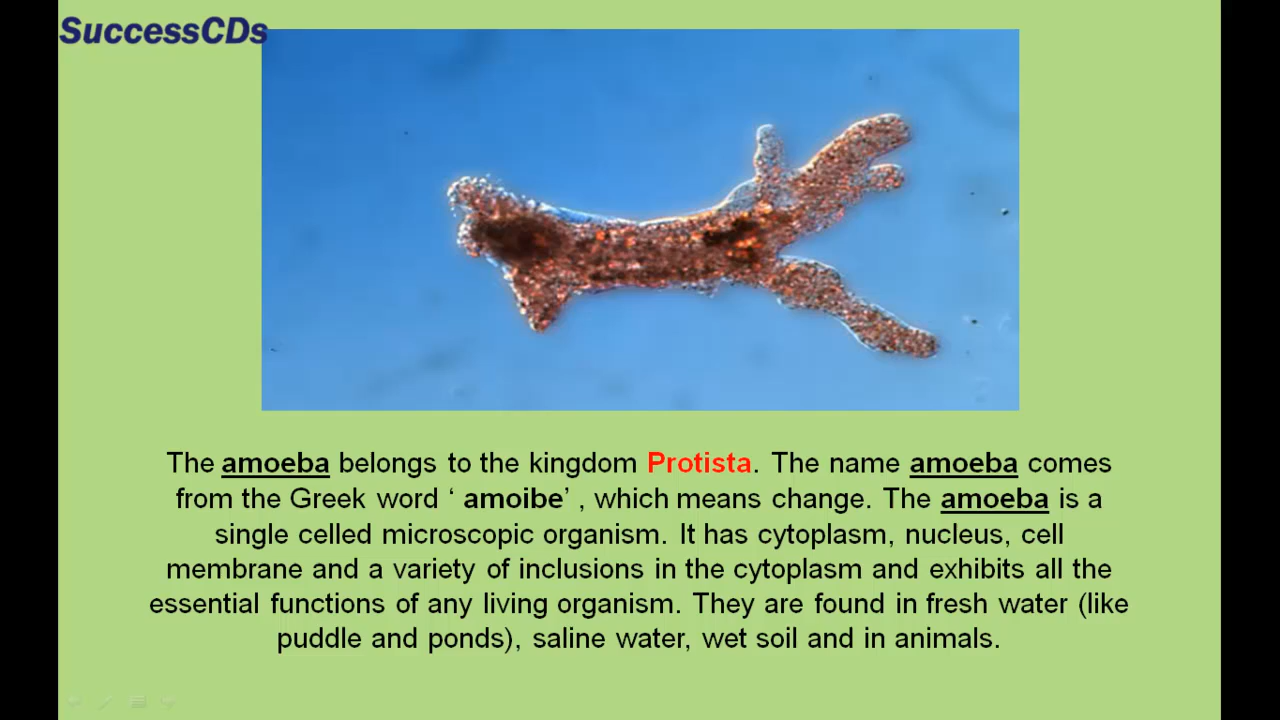 SuccessCDs
The amoeba belongs to the kingdom Protista. The name amoeba comes
from the Greek word ‘ amoibe’ , which means change. The amoeba is a
single celled microscopic organism. It has cytoplasm, nucleus, cell
membrane and a variety of inclusions in the cytoplasm and exhibits all the
essential functions of any living organism. They are found in fresh water (like
puddle and ponds), saline water, wet soil and in animals.